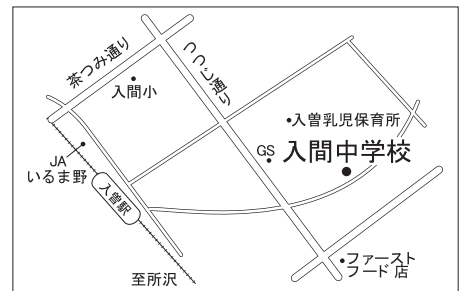 茶つみ通り
つつじ通り
入間小
入曽乳児保育所
GS
入間中学校
JA
いるま野
入曽駅
至所沢
ファースト
フード店